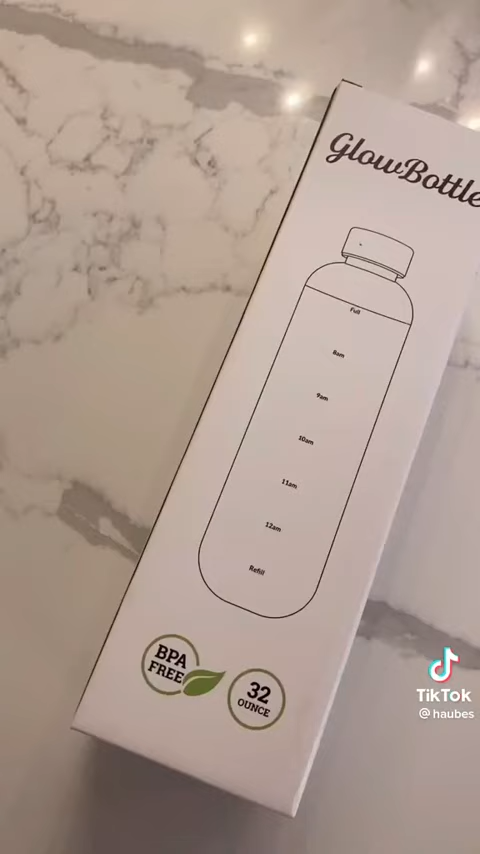 GlowBottle
Full
8am
9am
10am
11am
12am
Refill
BPA
FREE
32
OUNCE
TikTok
@haubes